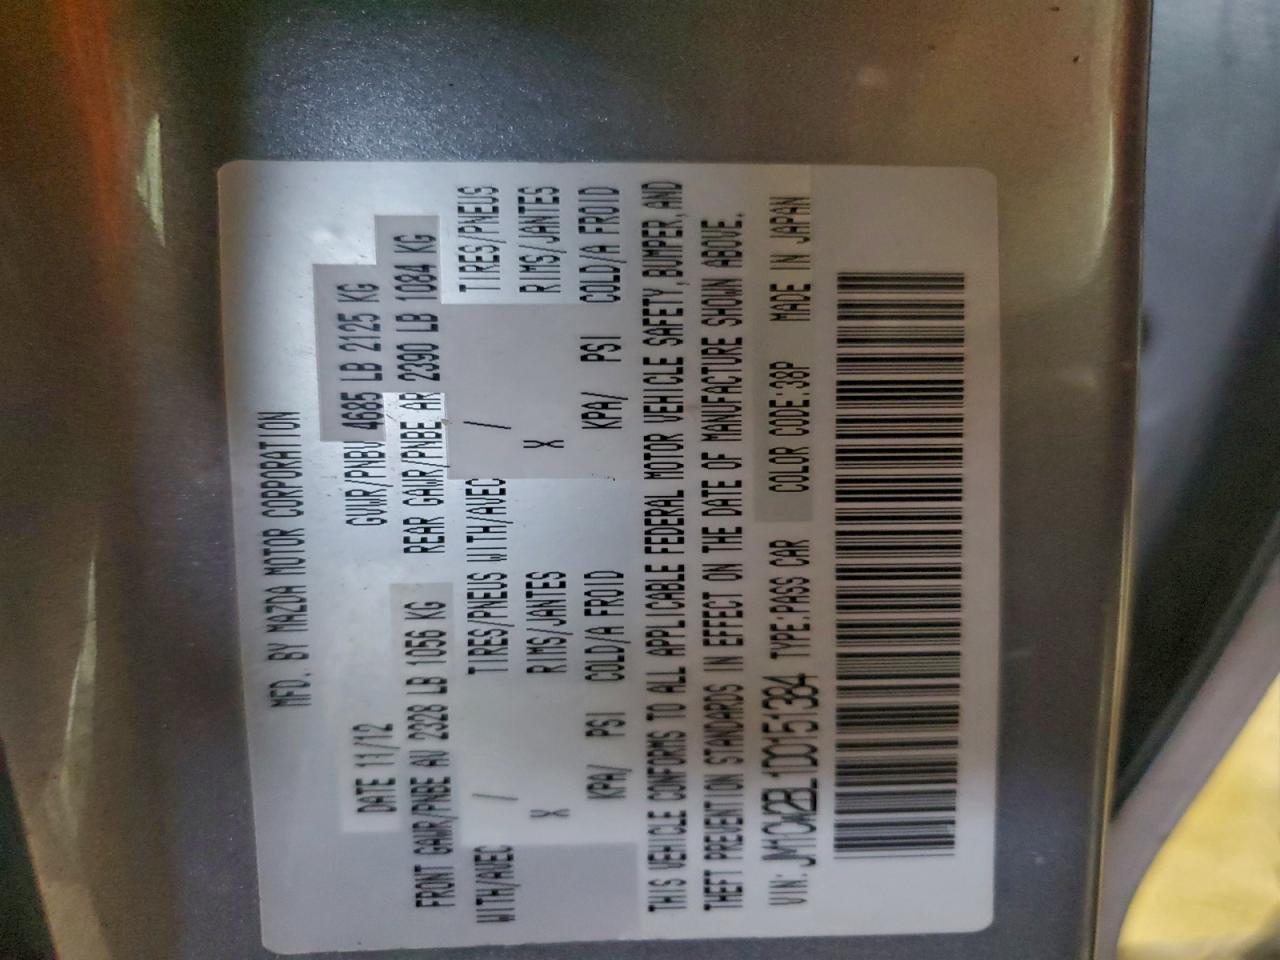 MFD. BY MAZDA MOTOR CORPORATION
DATE 11/12 GVWR/PNBV 4685 LB 2125 KG
FRONT GAWR/PNBE AV 2328 LB 1056 KG REAR GAWR/PNBE AR 2390 LB 1084 KG
WITH/AVEC / TIRES/PNEUS WITH/AVEC / TIRES/PNEUS
X RIMS/JANTES X RIMS/JANTES
KPA/ PSI COLD/A FROID KPA/ PSI COLD/A FROID
THIS VEHICLE CONFORMS TO ALL APPLICABLE FEDERAL MOTOR VEHICLE SAFETY, BUMPER, AND
THEFT PREVENTION STANDARDS IN EFFECT ON THE DATE OF MANUFACTURE SHOWN ABOVE.
VIN: JM1CW2BL1D0151384 TYPE:PASS CAR COLOR CODE:38P MADE IN JAPAN